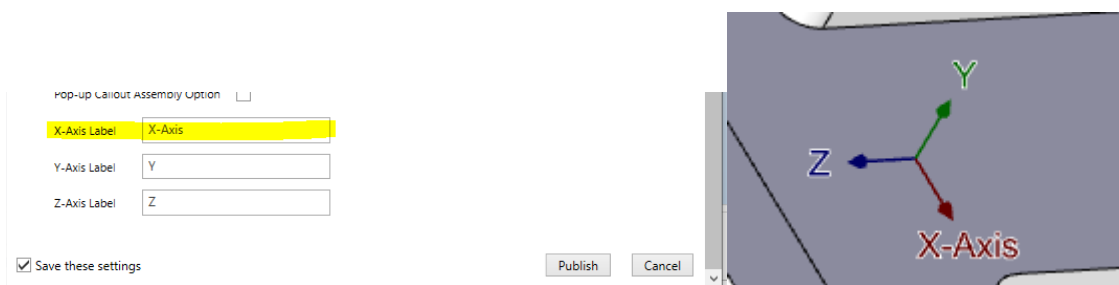 Pop-up Callout Assembly Option
X-Axis Label X-Axis
Y-Axis Label Y
Z-Axis Label Z
Save these settings
Publish Cancel
Y
Z
X-Axis